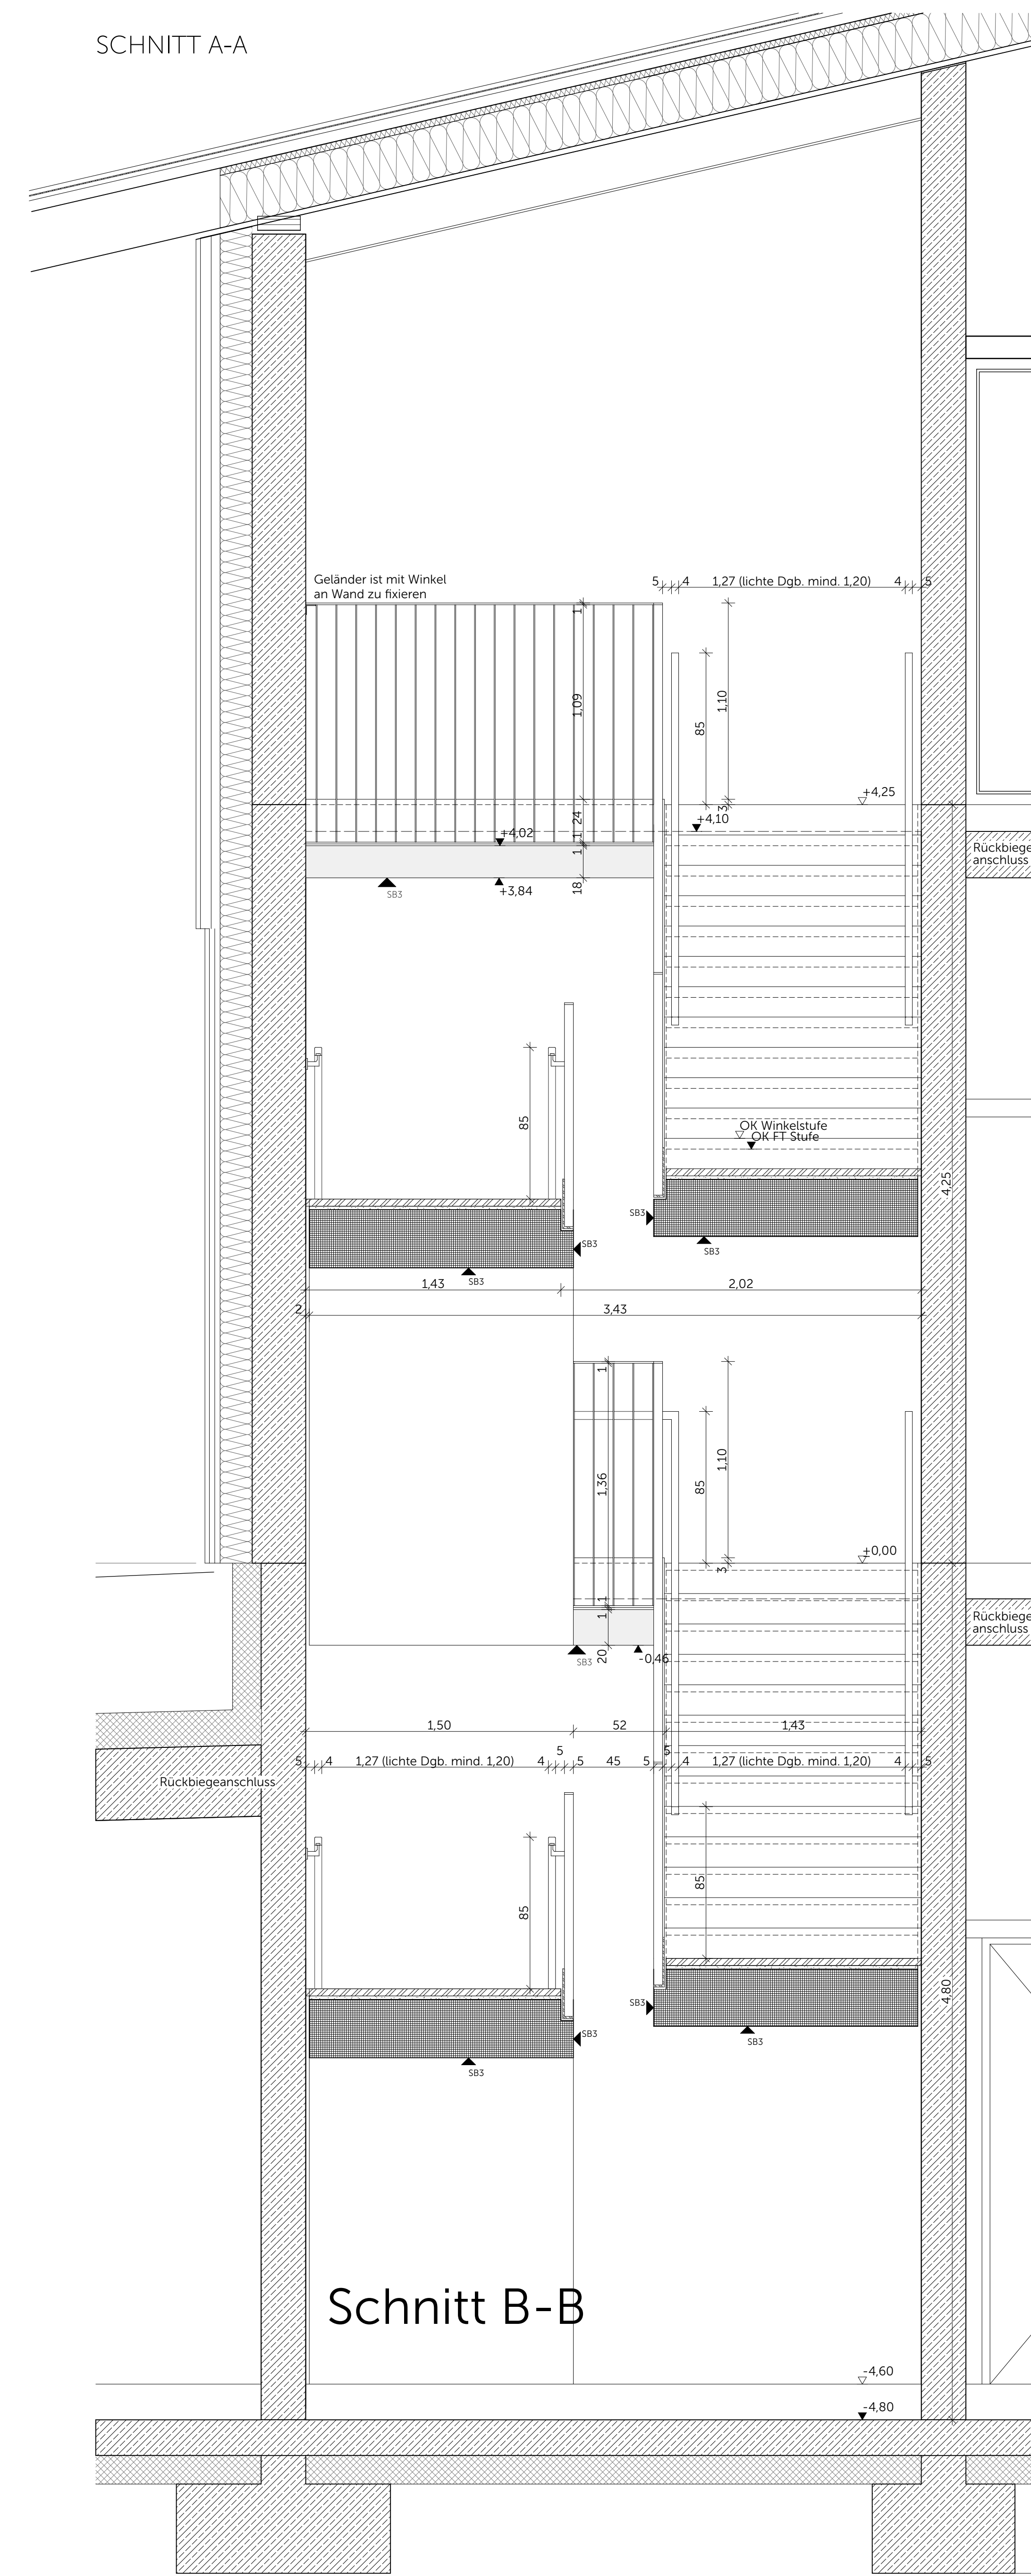 SCHNITT A-A
Geländer ist mit Winkel
an Wand zu fixieren
5 4 1,27 (lichte Dgb. mind. 1,20) 4 5
1
1,09
85
1,10
+4,25
3
24
+4,10
+4,02
1
1
Rückbiege
anschluss
18
+3,84
SB3
85
OK Winkelstufe
OK FT Stufe
4,25
SB3
SB3
SB3
SB3
1,43 2,02
2 3,43
1
1,36
85
1,10
±0,00
3
1
1
Rückbiege
anschluss
20
SB3
-0,46
1,50 52 1,43
5 5
5 4 1,27 (lichte Dgb. mind. 1,20) 4 5 45 5 4 1,27 (lichte Dgb. mind. 1,20) 4 5
Rückbiegeanschluss
85
85
4,80
SB3
SB3
SB3
SB3
Schnitt B-B
-4,60
-4,80